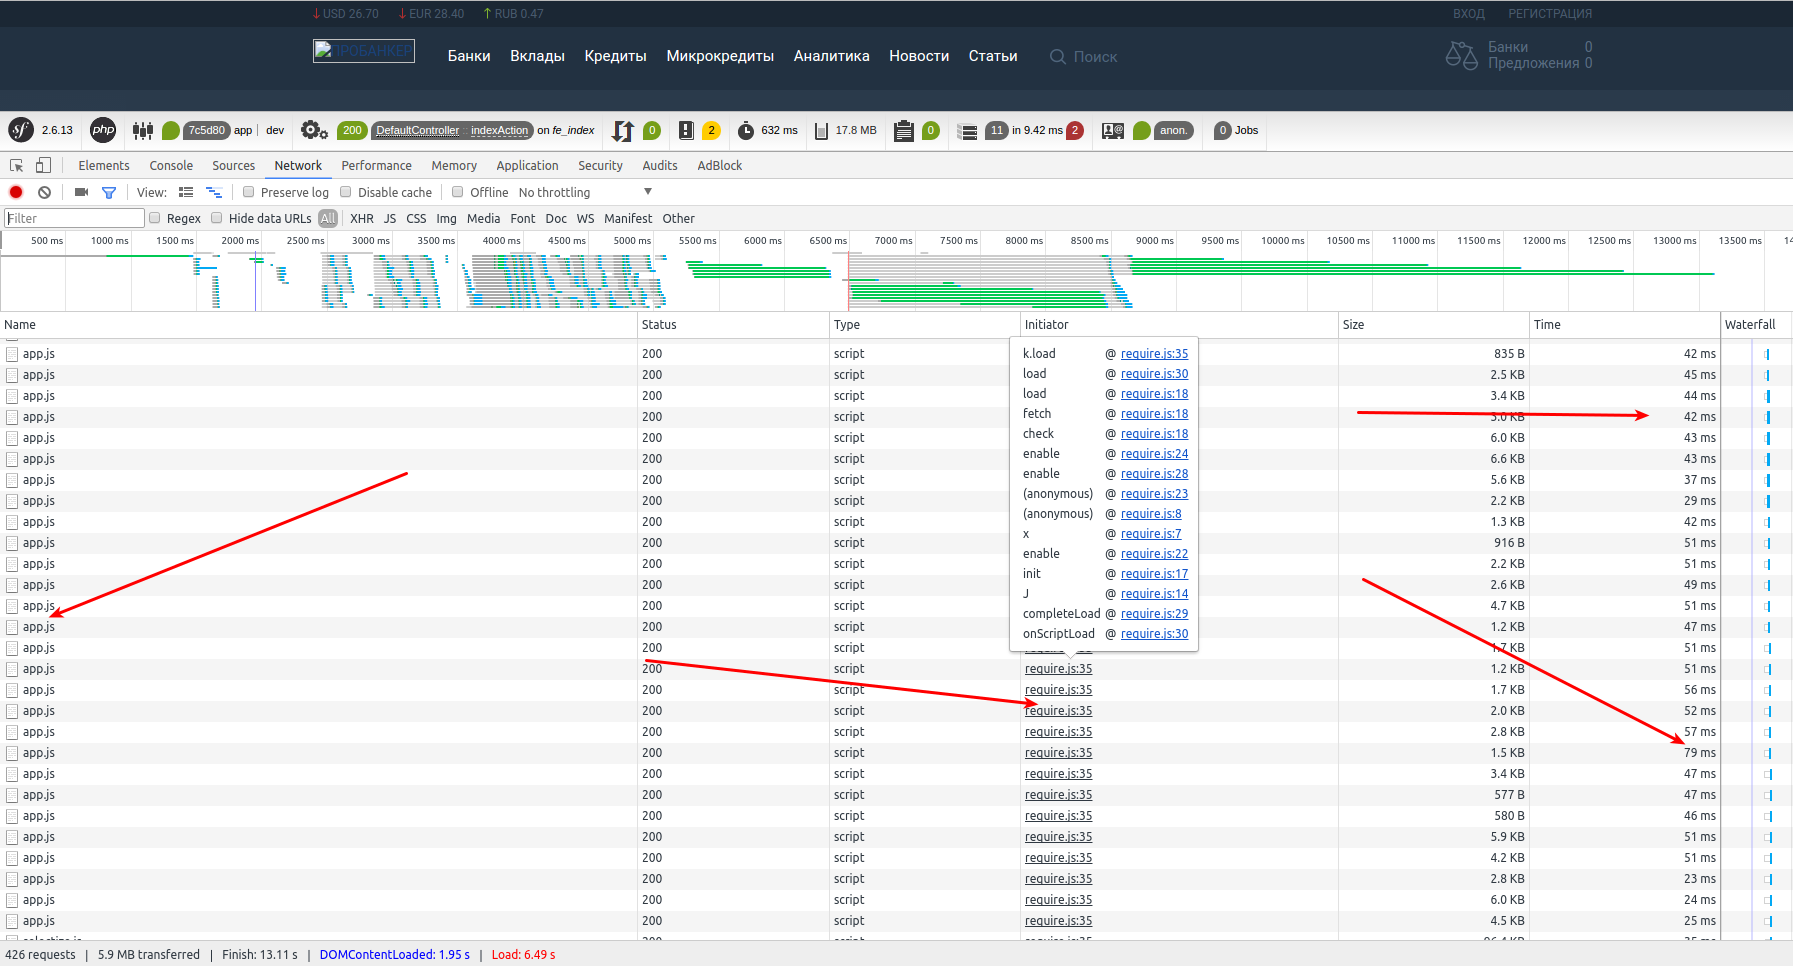 USD 26.70 EUR 28.40 RUB 0.47 ВХОД РЕГИСТРАЦИЯ
ПРОБАНКЕР Банки Вклады Кредиты Микрокредиты Аналитика Новости Статьи Поиск Банки 0
Предложения 0
sf 2.6.13 php 7c5d80 app dev 200 DefaultController :: indexAction on fe_index 0 2 632 ms 17.8 MB 0 11 in 9.42 ms 2 anon. 0 Jobs
Elements Console Sources Network Performance Memory Application Security Audits AdBlock
View: Preserve log Disable cache Offline No throttling
Filter Regex Hide data URLs All XHR JS CSS Img Media Font Doc WS Manifest Other
500 ms 1000 ms 1500 ms 2000 ms 2500 ms 3000 ms 3500 ms 4000 ms 4500 ms 5000 ms 5500 ms 6000 ms 6500 ms 7000 ms 7500 ms 8000 ms 8500 ms 9000 ms 9500 ms 10000 ms 10500 ms 11000 ms 11500 ms 12000 ms 12500 ms 13000 ms 13500 ms
Name Status Type Initiator Size Time Waterfall
app.js 200 script k.load @ require.js:35 835 B 42 ms
app.js 200 script load @ require.js:30 2.5 KB 45 ms
app.js 200 script load @ require.js:18 3.4 KB 44 ms
app.js 200 script fetch @ require.js:18 3.0 KB 42 ms
app.js 200 script check @ require.js:18 6.0 KB 43 ms
app.js 200 script enable @ require.js:24 6.6 KB 43 ms
app.js 200 script enable @ require.js:28 5.6 KB 37 ms
app.js 200 script (anonymous) @ require.js:23 2.2 KB 29 ms
app.js 200 script (anonymous) @ require.js:8 1.3 KB 42 ms
app.js 200 script x @ require.js:7 916 B 51 ms
app.js 200 script enable @ require.js:22 2.2 KB 51 ms
app.js 200 script init @ require.js:17 2.6 KB 49 ms
app.js 200 script J @ require.js:14 4.7 KB 51 ms
app.js 200 script completeLoad @ require.js:29 1.2 KB 47 ms
app.js 200 script onScriptLoad @ require.js:30 1.7 KB 51 ms
app.js 200 script require.js:35 1.2 KB 51 ms
app.js 200 script require.js:35 1.7 KB 56 ms
app.js 200 script require.js:35 2.0 KB 52 ms
app.js 200 script require.js:35 2.8 KB 57 ms
app.js 200 script require.js:35 1.5 KB 79 ms
app.js 200 script require.js:35 3.4 KB 47 ms
app.js 200 script require.js:35 577 B 47 ms
app.js 200 script require.js:35 580 B 46 ms
app.js 200 script require.js:35 5.9 KB 51 ms
app.js 200 script require.js:35 4.2 KB 51 ms
app.js 200 script require.js:35 2.8 KB 23 ms
app.js 200 script require.js:35 6.0 KB 24 ms
app.js 200 script require.js:35 4.5 KB 25 ms
426 requests | 5.9 MB transferred | Finish: 13.11 s | DOMContentLoaded: 1.95 s | Load: 6.49 s